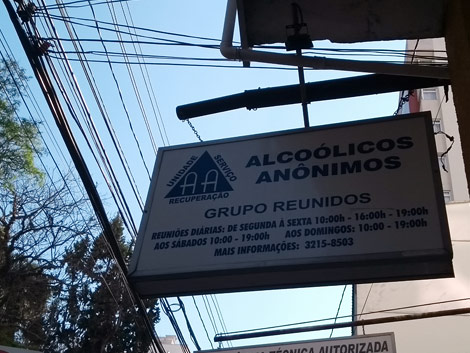 UNIDADE
SERVIÇO
AA
RECUPERAÇÃO
ALCOÓLICOS
ANÔNIMOS
GRUPO REUNIDOS
REUNIÕES DIÁRIAS: DE SEGUNDA À SEXTA 10:00h - 16:00h - 19:00h
AOS SÁBADOS 10:00 - 19:00h AOS DOMINGOS: 10:00 - 19:00h
MAIS INFORMAÇÕES: 3215-8503
TÉCNICA AUTORIZADA